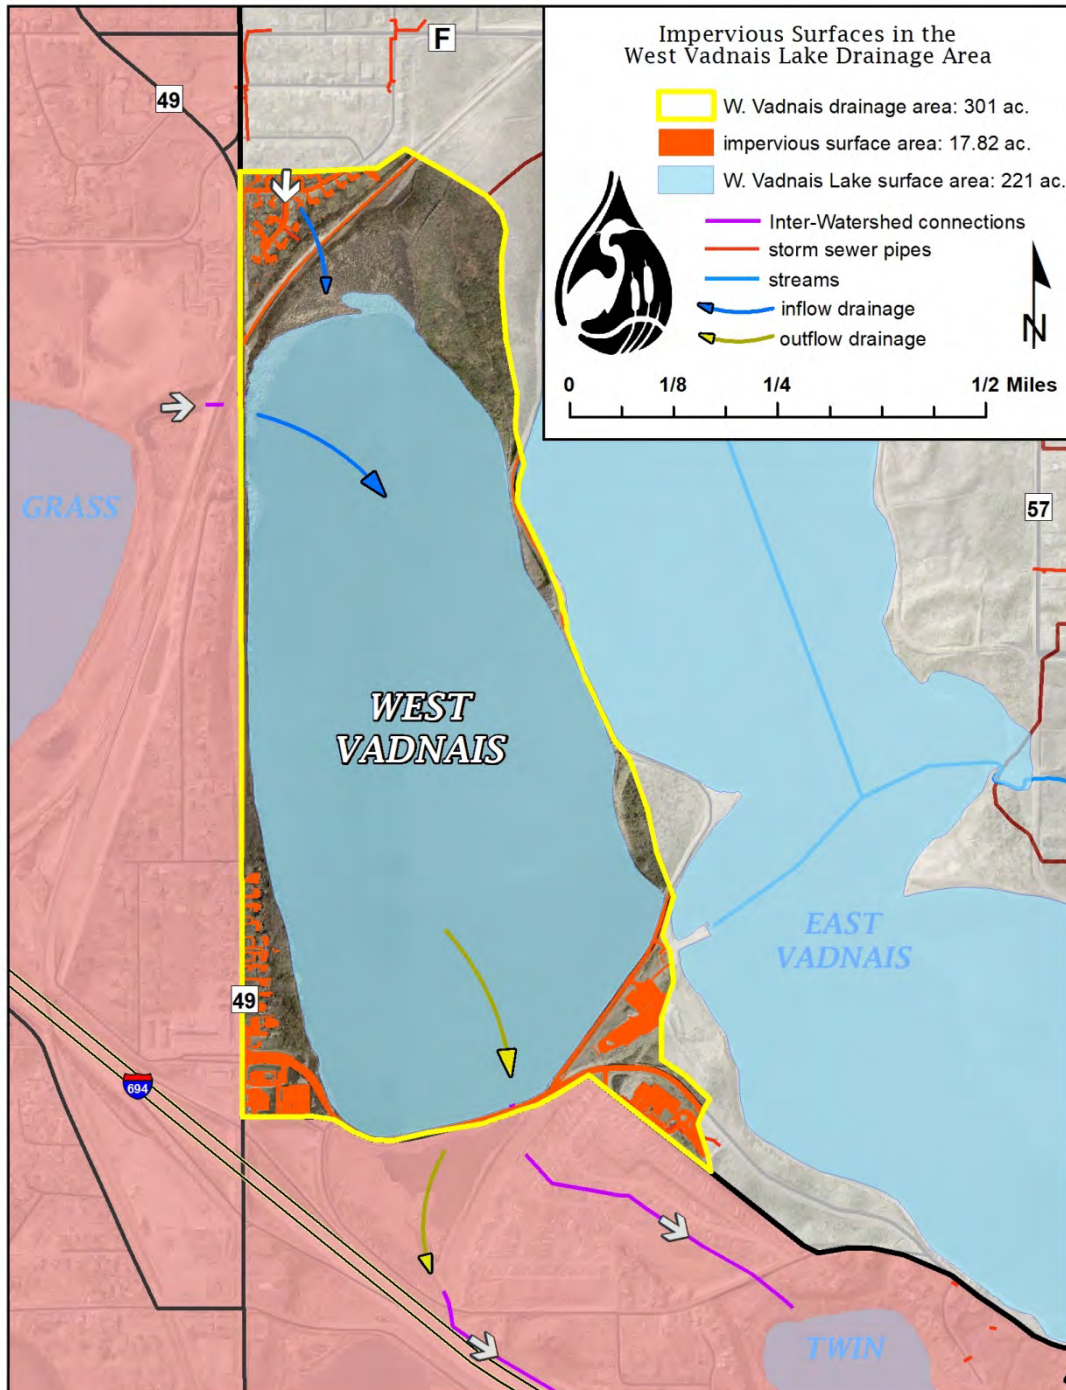 Impervious Surfaces in the
West Vadnais Lake Drainage Area
W. Vadnais drainage area: 301 ac.
impervious surface area: 17.82 ac.
W. Vadnais Lake surface area: 221 ac.
Inter-Watershed connections
storm sewer pipes
streams
inflow drainage
outflow drainage
N
0 1/8 1/4 1/2 Miles
F
49
GRASS
57
WEST
VADNAIS
EAST
VADNAIS
49
694
TWIN